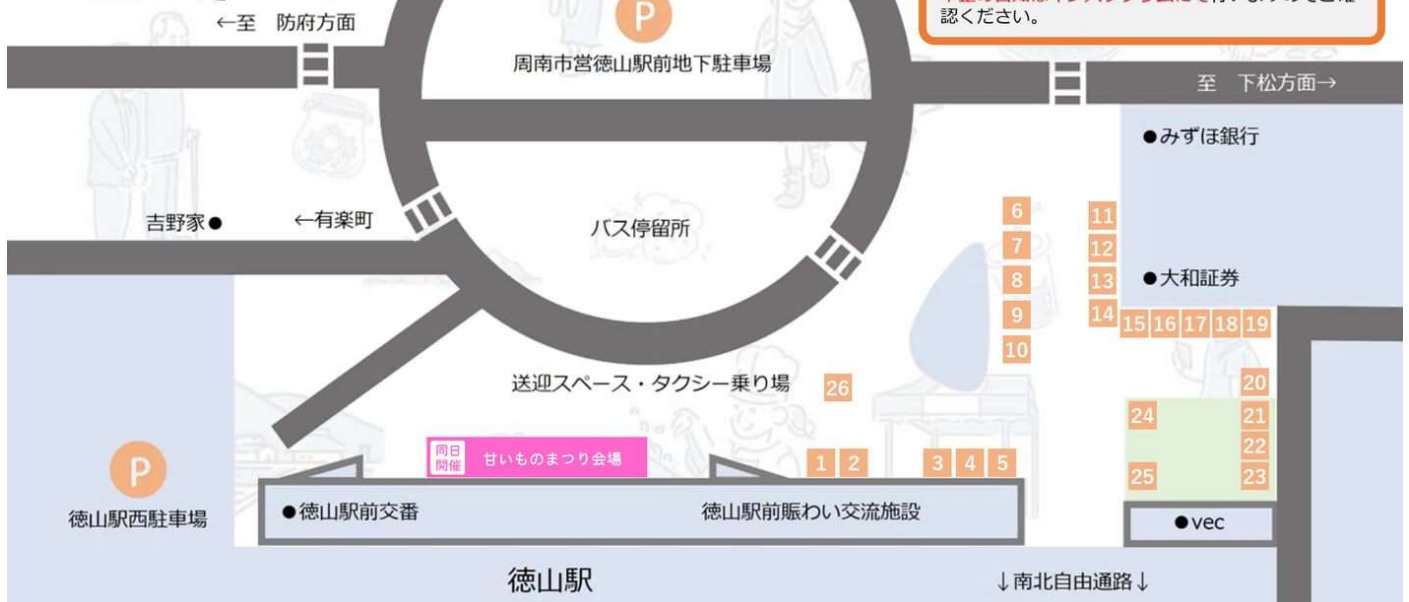 ←至 防府方面
P
周南市営徳山駅前地下駐車場
認ください。
至 下松方面→
●みずほ銀行
吉野家●
←有楽町
バス停留所
6
7
8
9
10
11
12
13
14
●大和証券
15 16 17 18 19
送迎スペース・タクシー乗り場
26
20
21
22
23
24
25
同日
開催
甘いものまつり会場
1 2
3 4 5
P
徳山駅西駐車場
●徳山駅前交番
徳山駅前賑わい交流施設
●vec
徳山駅
↓南北自由通路↓